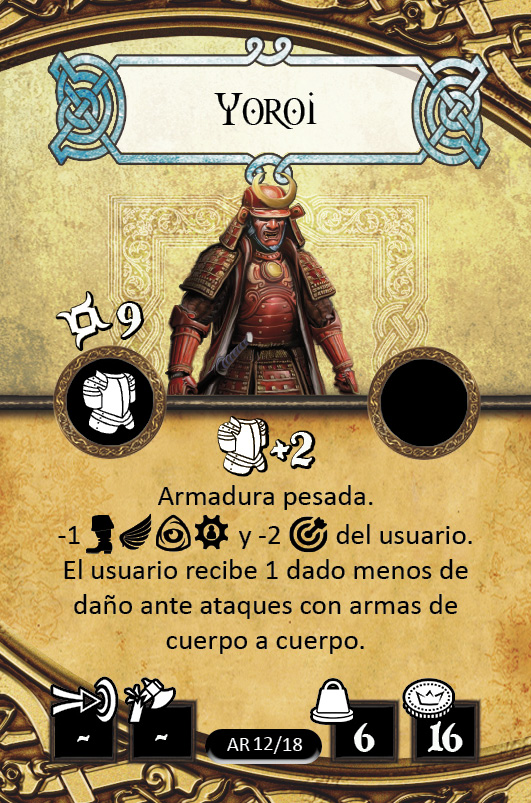 Yoroi
9
+2
Armadura pesada.
-1 y -2 del usuario.
El usuario recibe 1 dado menos de
daño ante ataques con armas de
cuerpo a cuerpo.
~ ~ AR 12/18 6 16